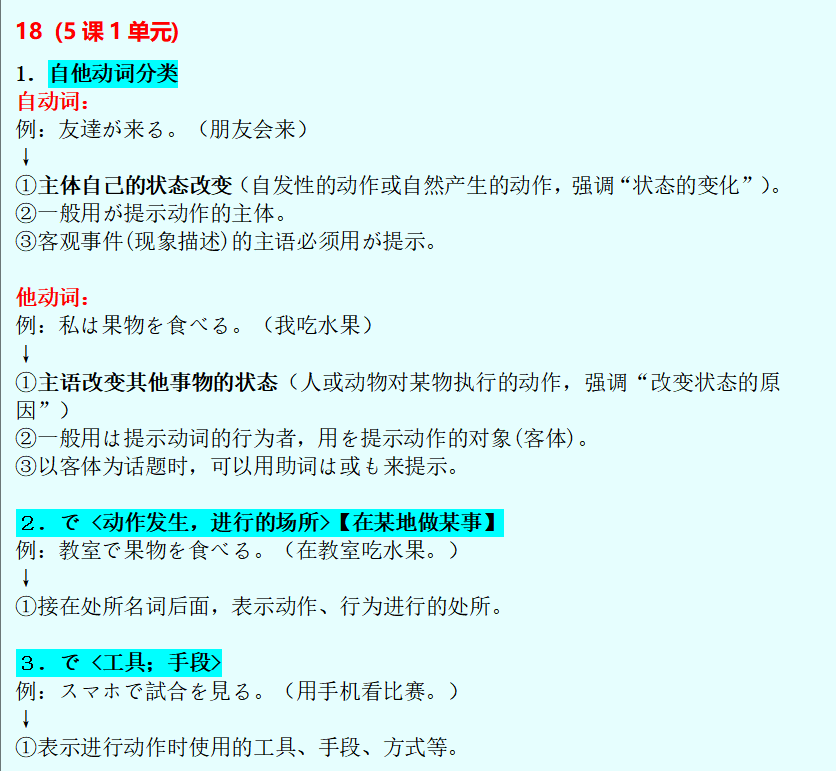 18 (5 课 1 单元)
1. 自他动词分类
自动词:
例: 友達が来る。（朋友会来）
↓
①主体自己的状态改变（自发性的动作或自然产生的动作, 强调“状态的变化”）。
②一般用が提示动作的主体。
③客观事件(现象描述)的主语必须用が提示。
他动词:
例: 私は果物を食べる。（我吃水果）
↓
①主语改变其他事物的状态（人或动物对某物执行的动作, 强调“改变状态的原
因”）
②一般用は提示动词的行为者, 用を提示动作的对象(客体)。
③以客体为话题时, 可以用助词は或も来提示。
２. で <动作发生, 进行的场所>【在某地做某事】
例: 教室で果物を食べる。（在教室吃水果。）
↓
①接在处所名词后面, 表示动作、行为进行的处所。
３. で <工具; 手段>
例: スマホで試合を見る。（用手机看比赛。）
↓
①表示进行动作时使用的工具、手段、方式等。